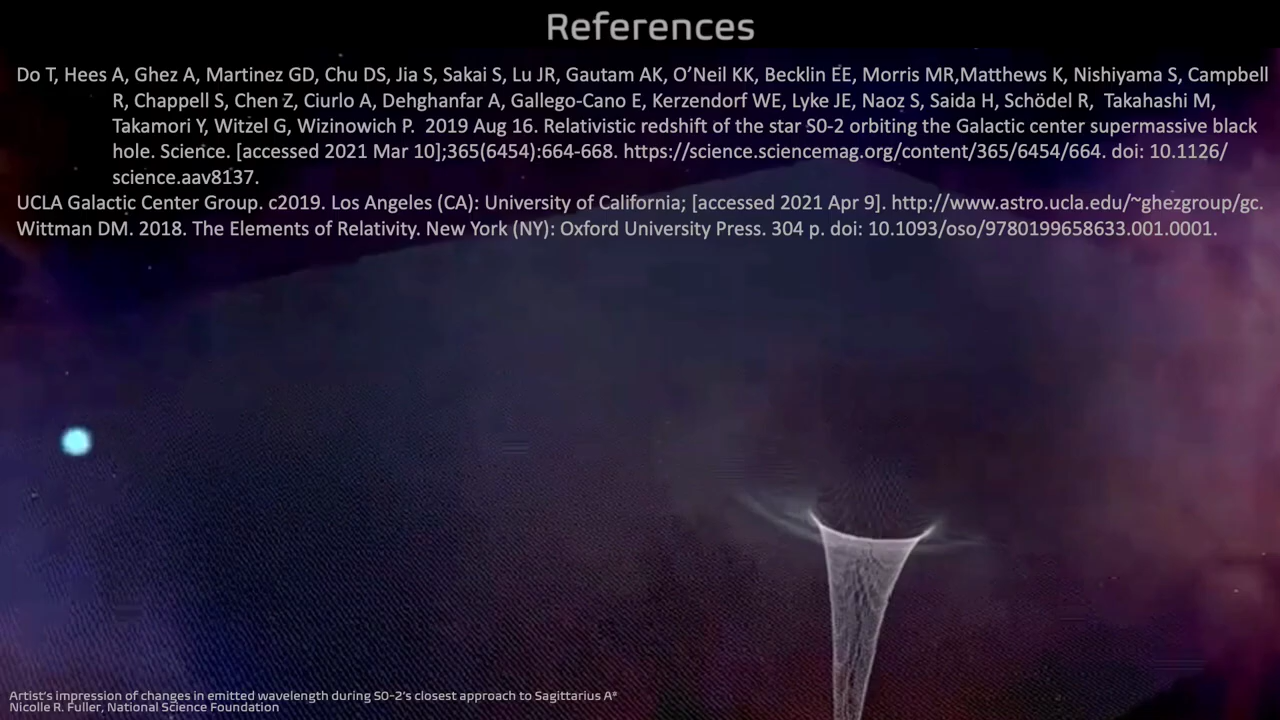 References
Do T, Hees A, Ghez A, Martinez GD, Chu DS, Jia S, Sakai S, Lu JR, Gautam AK, O’Neil KK, Becklin EE, Morris MR,Matthews K, Nishiyama S, Campbell
R, Chappell S, Chen Z, Ciurlo A, Dehghanfar A, Gallego-Cano E, Kerzendorf WE, Lyke JE, Naoz S, Saida H, Schödel R, Takahashi M,
Takamori Y, Witzel G, Wizinowich P. 2019 Aug 16. Relativistic redshift of the star S0-2 orbiting the Galactic center supermassive black
hole. Science. [accessed 2021 Mar 10];365(6454):664-668. https://science.sciencemag.org/content/365/6454/664. doi: 10.1126/
science.aav8137.
UCLA Galactic Center Group. c2019. Los Angeles (CA): University of California; [accessed 2021 Apr 9]. http://www.astro.ucla.edu/~ghezgroup/gc.
Wittman DM. 2018. The Elements of Relativity. New York (NY): Oxford University Press. 304 p. doi: 10.1093/oso/9780199658633.001.0001.
Artist's impression of changes in emitted wavelength during S0-2's closest approach to Sagittarius A*
Nicolle R. Fuller, National Science Foundation